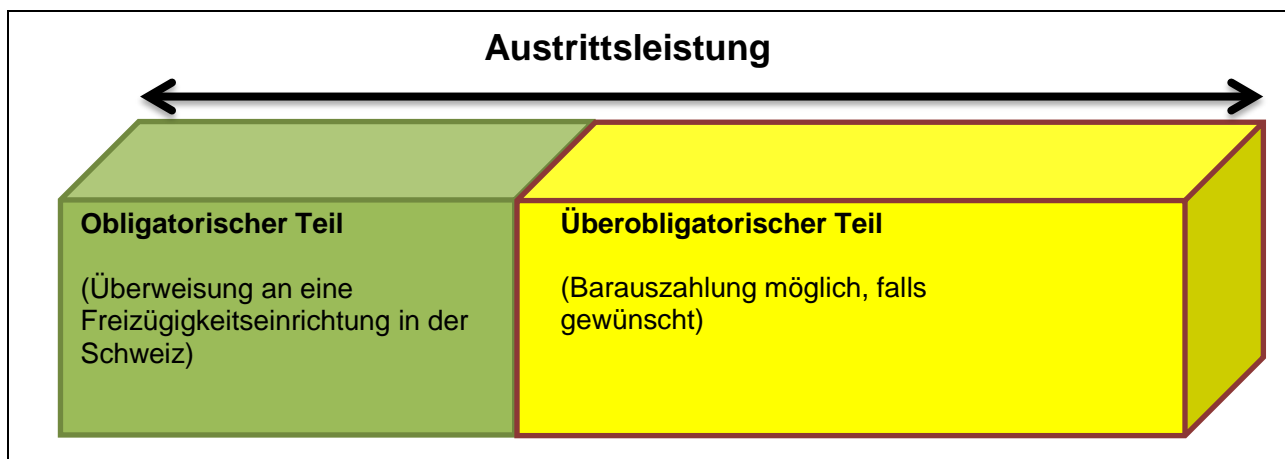 Austrittsleistung
Obligatorischer Teil
(Überweisung an eine
Freizügigkeitseinrichtung in der
Schweiz)
Überobligatorischer Teil
(Barauszahlung möglich, falls
gewünscht)